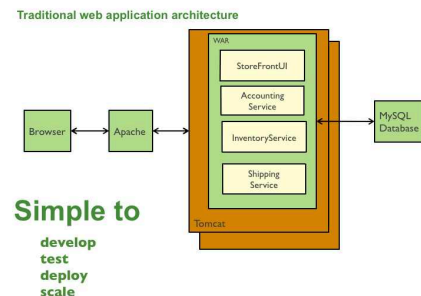 Traditional web application architecture
WAR
StoreFrontUI
Accounting
Service
InventoryService
Shipping
Service
Tomcat
Browser
Apache
MySQL
Database
Simple to
develop
test
deploy
scale